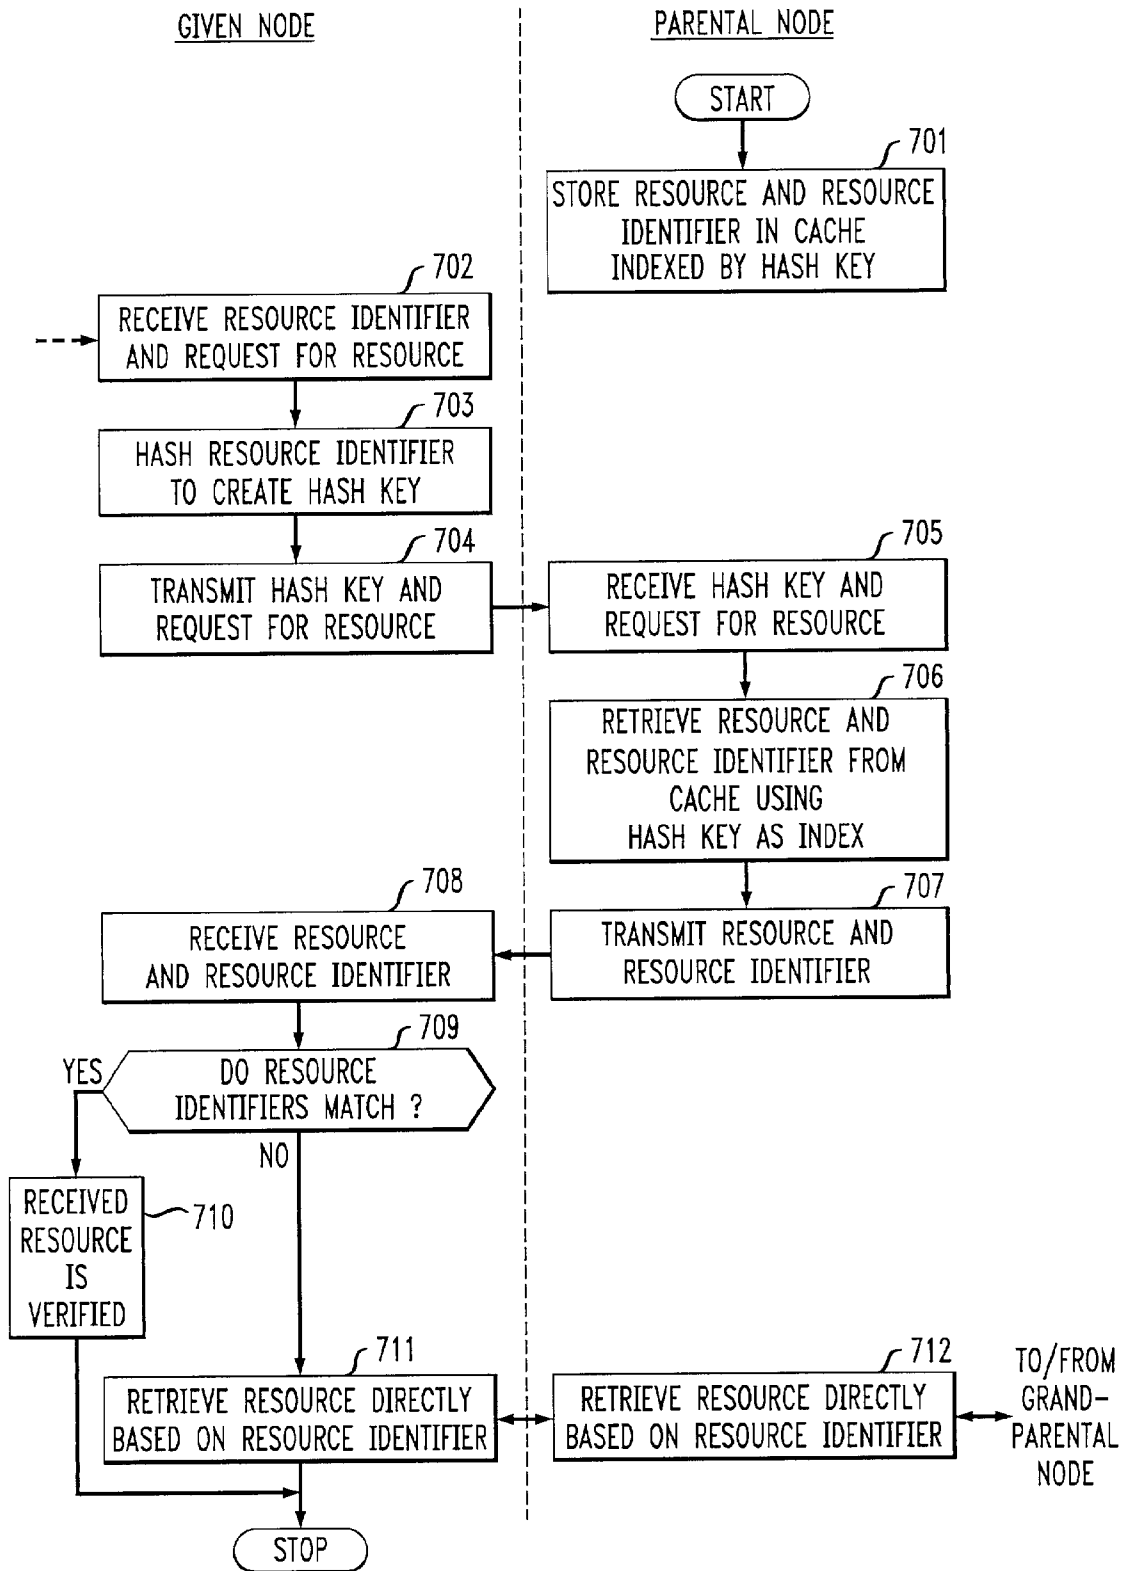 GIVEN NODE
PARENTAL NODE
START
701
STORE RESOURCE AND RESOURCE
IDENTIFIER IN CACHE
INDEXED BY HASH KEY
702
RECEIVE RESOURCE IDENTIFIER
AND REQUEST FOR RESOURCE
703
HASH RESOURCE IDENTIFIER
TO CREATE HASH KEY
704
TRANSMIT HASH KEY AND
REQUEST FOR RESOURCE
705
RECEIVE HASH KEY AND
REQUEST FOR RESOURCE
706
RETRIEVE RESOURCE AND
RESOURCE IDENTIFIER FROM
CACHE USING
HASH KEY AS INDEX
707
TRANSMIT RESOURCE AND
RESOURCE IDENTIFIER
708
RECEIVE RESOURCE
AND RESOURCE IDENTIFIER
709
DO RESOURCE
IDENTIFIERS MATCH ?
YES
NO
710
RECEIVED
RESOURCE
IS
VERIFIED
711
RETRIEVE RESOURCE DIRECTLY
BASED ON RESOURCE IDENTIFIER
712
RETRIEVE RESOURCE DIRECTLY
BASED ON RESOURCE IDENTIFIER
TO/FROM
GRAND-
PARENTAL
NODE
STOP